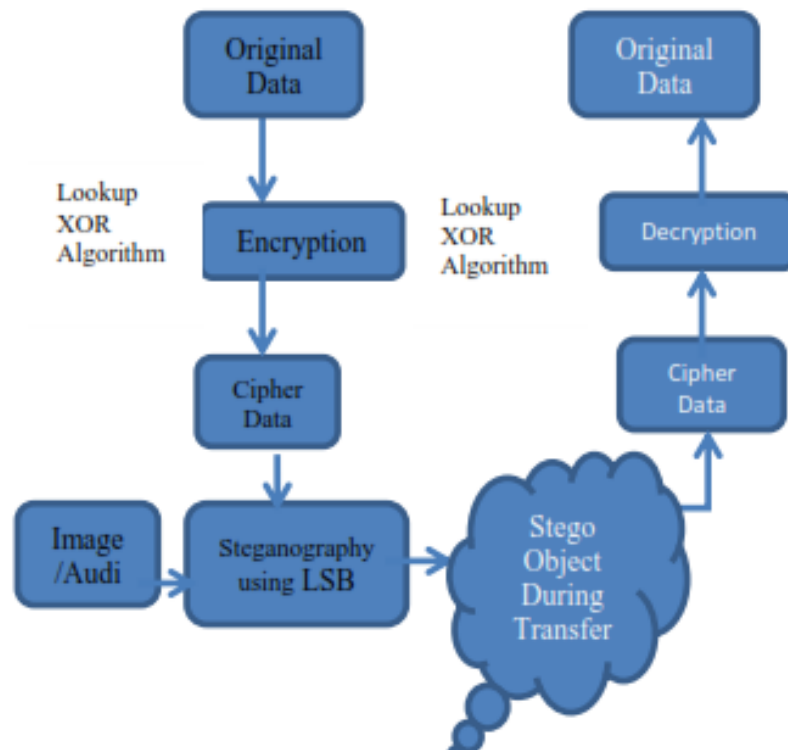 Original
Data
Lookup
XOR
Algorithm
Encryption
Cipher
Data
Image
/Audi
Steganography
using LSB
Stego
Object
During
Transfer
Cipher
Data
Lookup
XOR
Algorithm
Decryption
Original
Data